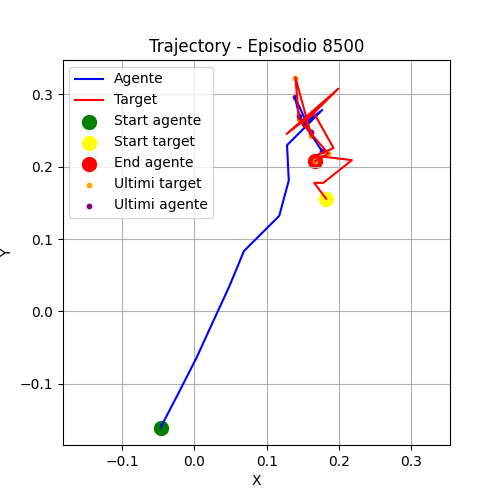 Trajectory - Episodio 8500
Agente
Target
Start agente
Start target
End agente
Ultimi target
Ultimi agente
0.3
0.2
0.1
0.0
−0.1
Y
−0.1
0.0
0.1
0.2
0.3
X